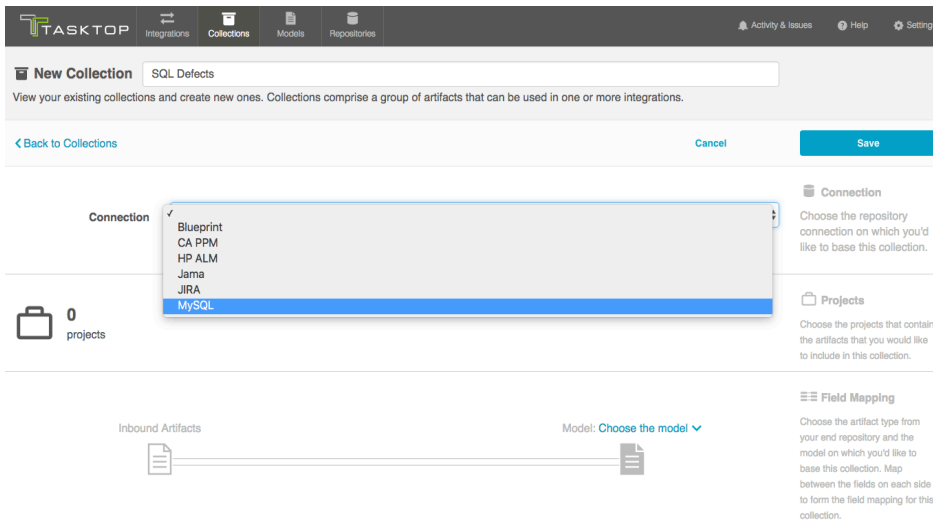 TASKTOP
Integrations
Collections
Models
Repositories
Activity & Issues
Help
Setting
New Collection
SQL Defects
View your existing collections and create new ones. Collections comprise a group of artifacts that can be used in one or more integrations.
Back to Collections
Cancel
Save
Connection
✓
Blueprint
CA PPM
HP ALM
Jama
JIRA
MySQL
Connection
Choose the repository
connection on which you'd
like to base this collection.
0
projects
Projects
Choose the projects that contain
the artifacts that you would like
to include in this collection.
Inbound Artifacts
Model: Choose the model
Field Mapping
Choose the artifact type from
your end repository and the
model on which you'd like to
base this collection. Map
between the fields on each side
to form the field mapping for this
collection.